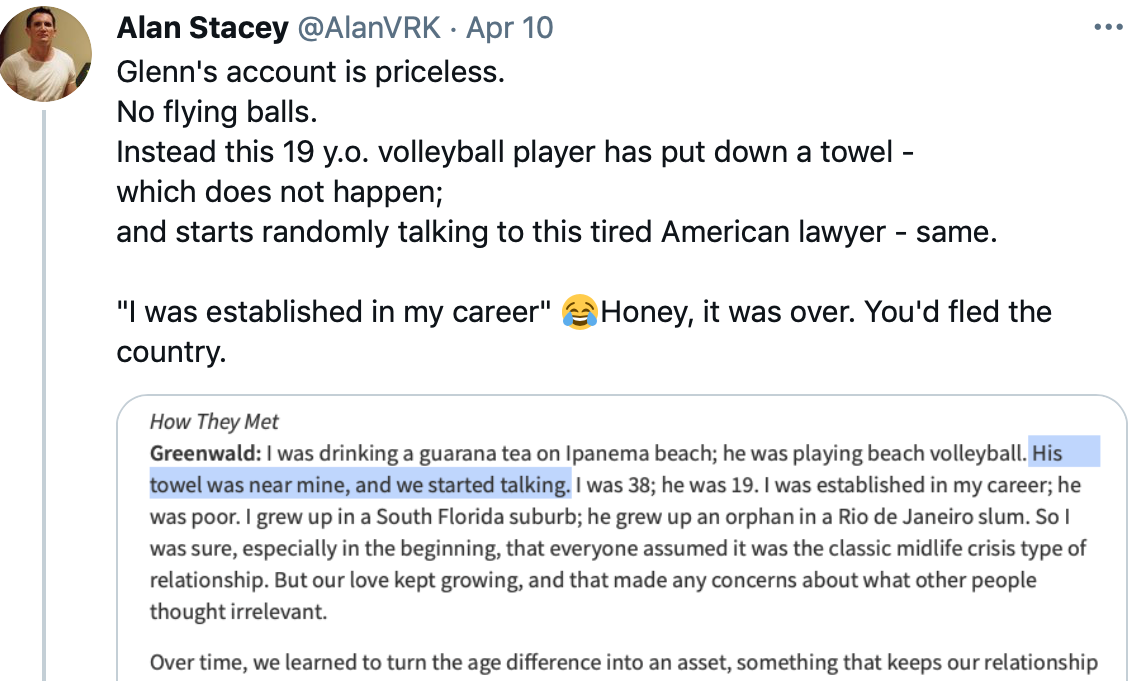 Alan Stacey @AlanVRK · Apr 10
Glenn's account is priceless.
No flying balls.
Instead this 19 y.o. volleyball player has put down a towel -
which does not happen;
and starts randomly talking to this tired American lawyer - same.
"I was established in my career" 😂Honey, it was over. You'd fled the
country.
How They Met
Greenwald: I was drinking a guarana tea on Ipanema beach; he was playing beach volleyball. His
towel was near mine, and we started talking. I was 38; he was 19. I was established in my career; he
was poor. I grew up in a South Florida suburb; he grew up an orphan in a Rio de Janeiro slum. So I
was sure, especially in the beginning, that everyone assumed it was the classic midlife crisis type of
relationship. But our love kept growing, and that made any concerns about what other people
thought irrelevant.
Over time, we learned to turn the age difference into an asset, something that keeps our relationship